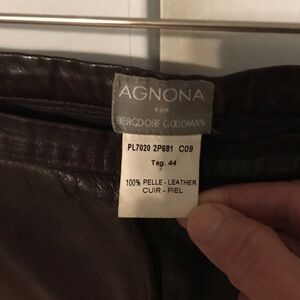 AGNONA
FOR
BERGDORF GOODMAN
PL7020 2P681 C09
Tag. 44
100% PELLE - LEATHER
CUIR - PIEL